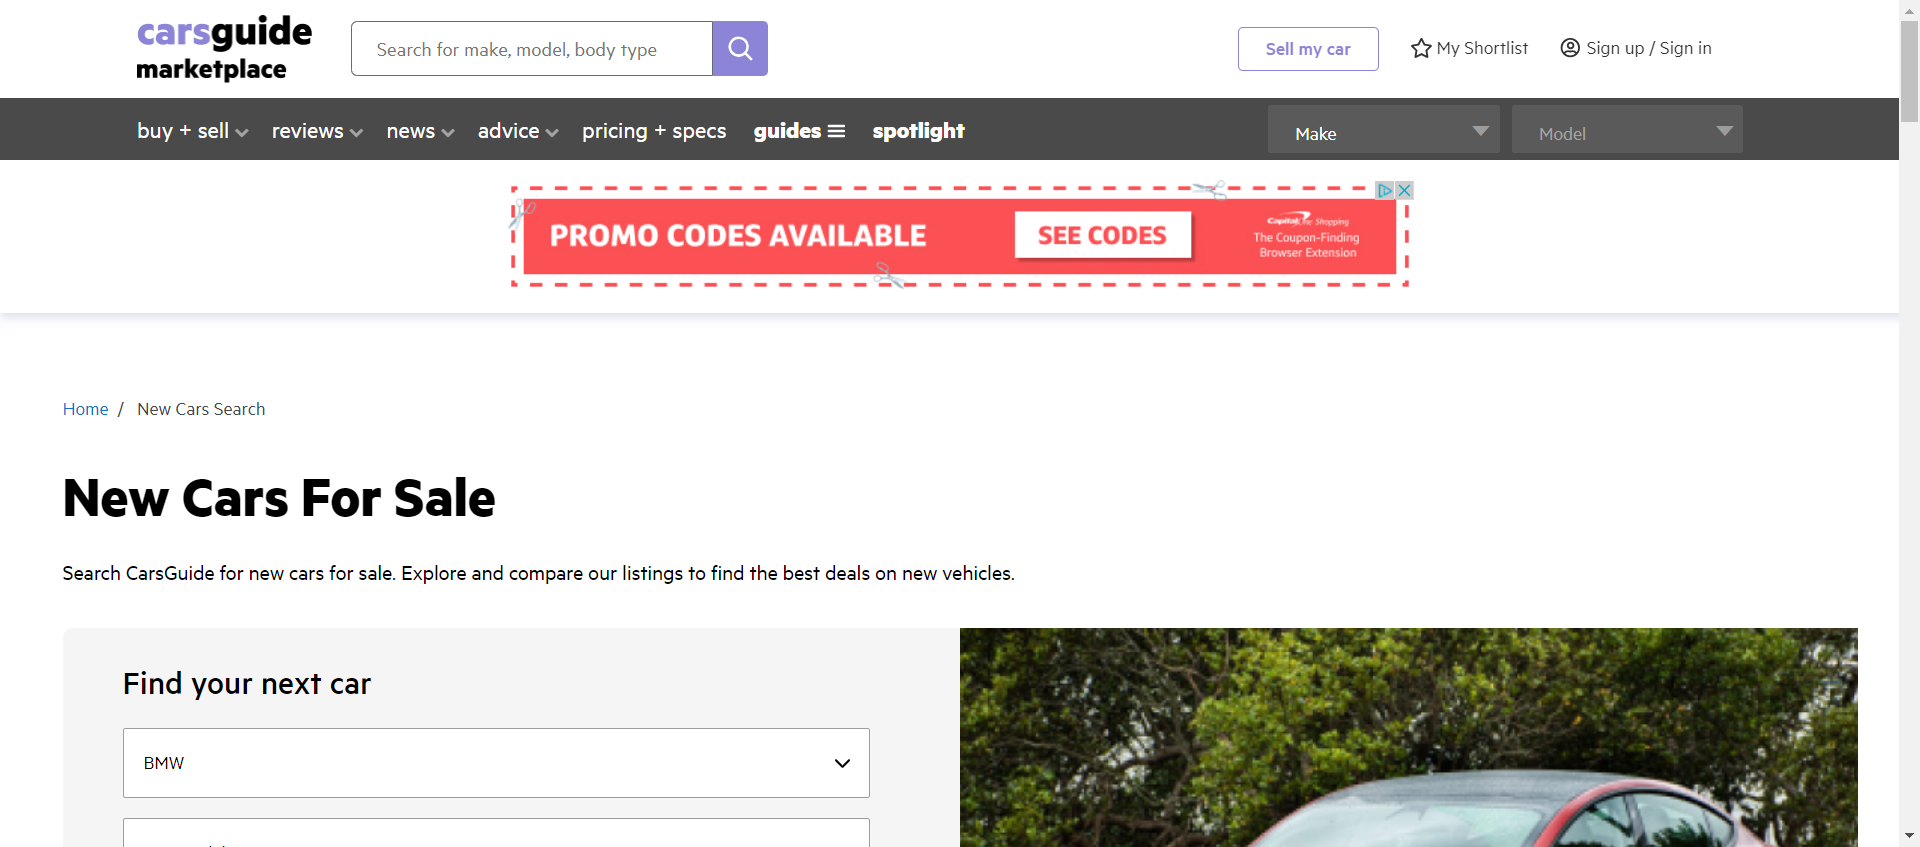 carsguide
marketplace
Search for make, model, body type
Sell my car
My Shortlist
Sign up / Sign in
buy + sell
reviews
news
advice
pricing + specs
guides
spotlight
Make
Model
PROMO CODES AVAILABLE
SEE CODES
Capital One Shopping
The Coupon-Finding
Browser Extension
Home / New Cars Search
New Cars For Sale
Search CarsGuide for new cars for sale. Explore and compare our listings to find the best deals on new vehicles.
Find your next car
BMW